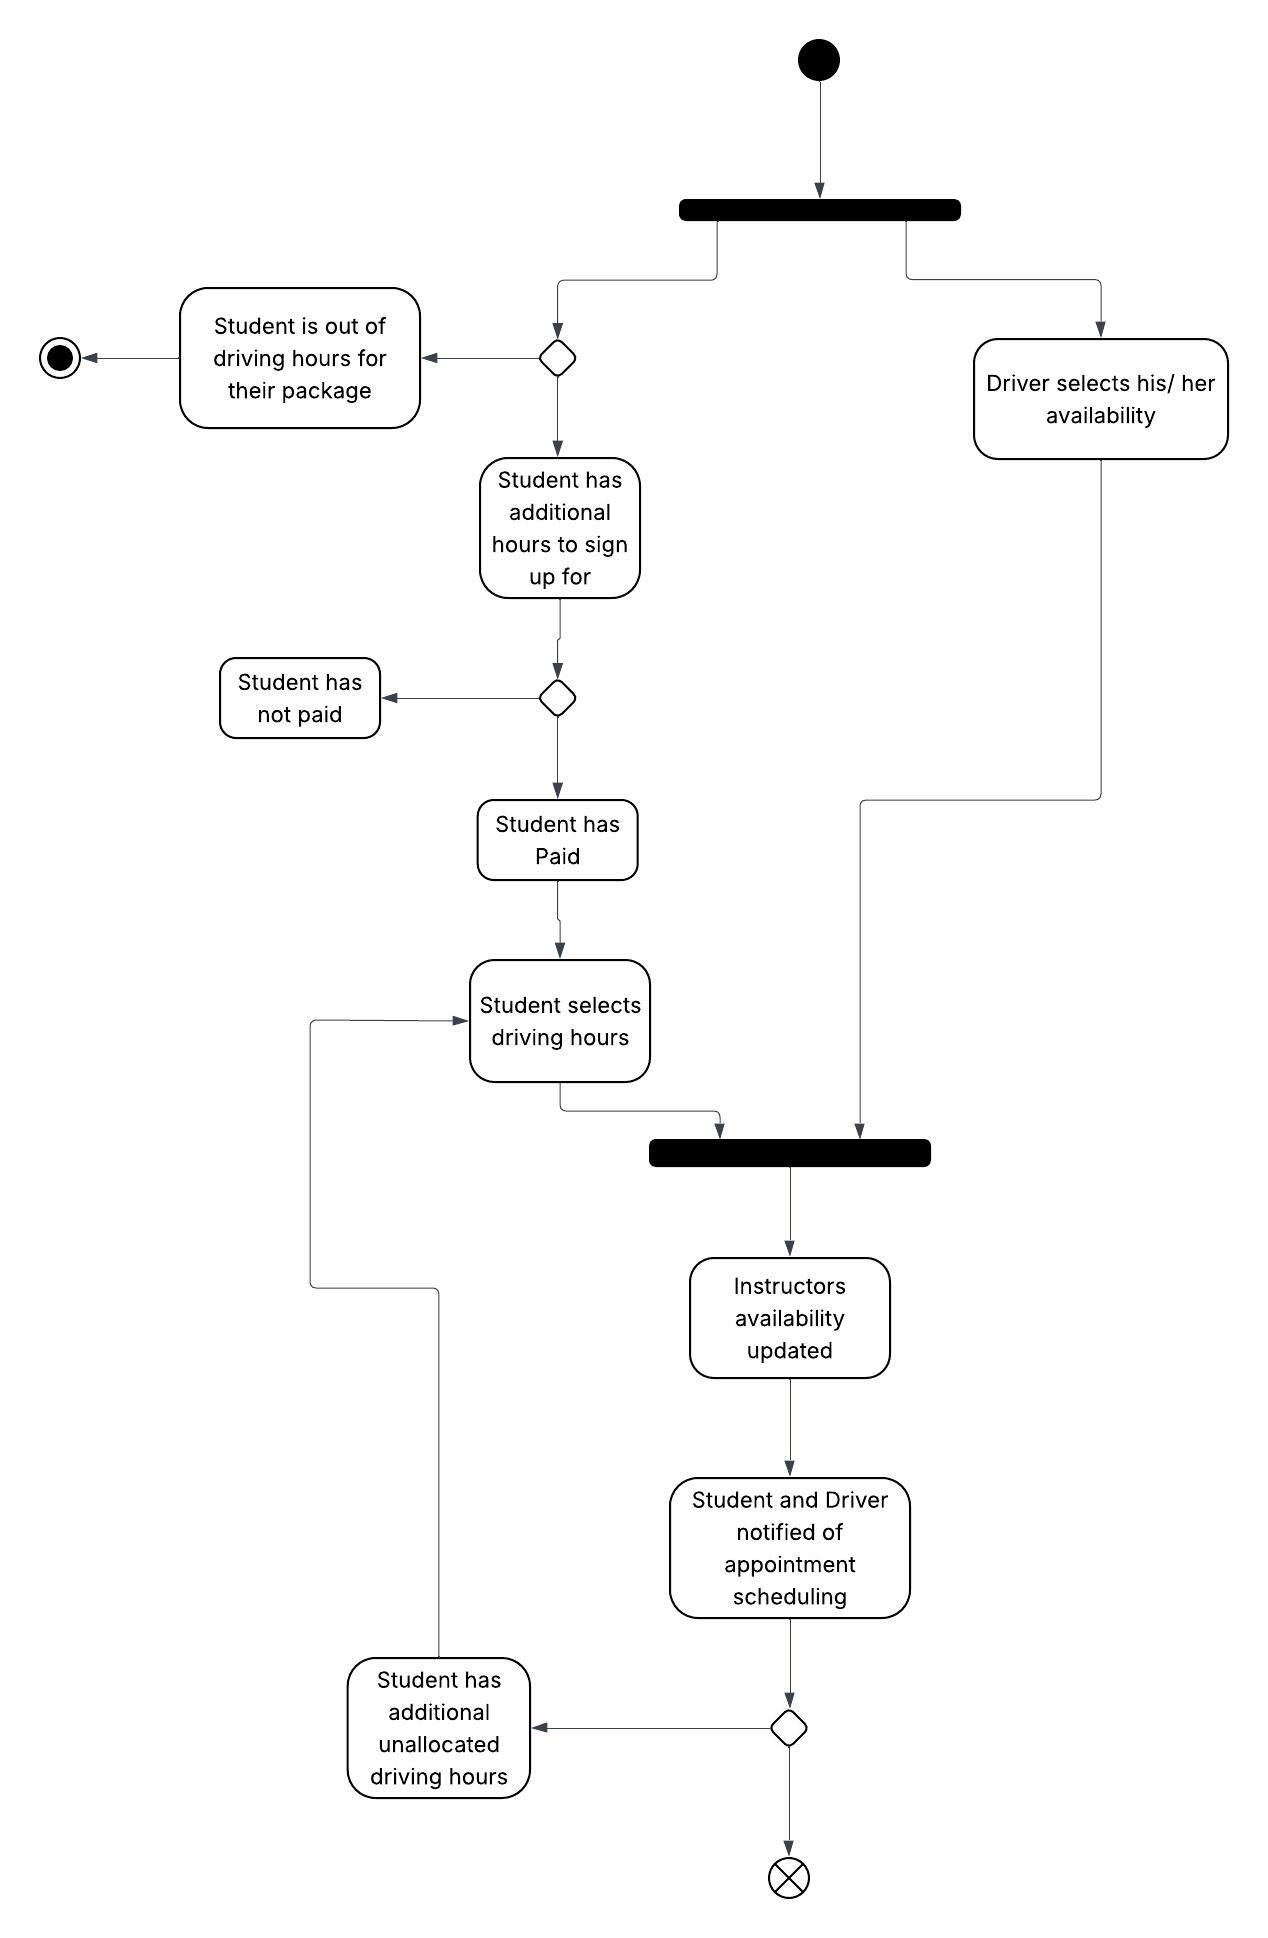 Student is out of
driving hours for
their package
Driver selects his/ her
availability
Student has
additional
hours to sign
up for
Student has
not paid
Student has
Paid
Student selects
driving hours
Instructors
availability
updated
Student and Driver
notified of
appointment
scheduling
Student has
additional
unallocated
driving hours